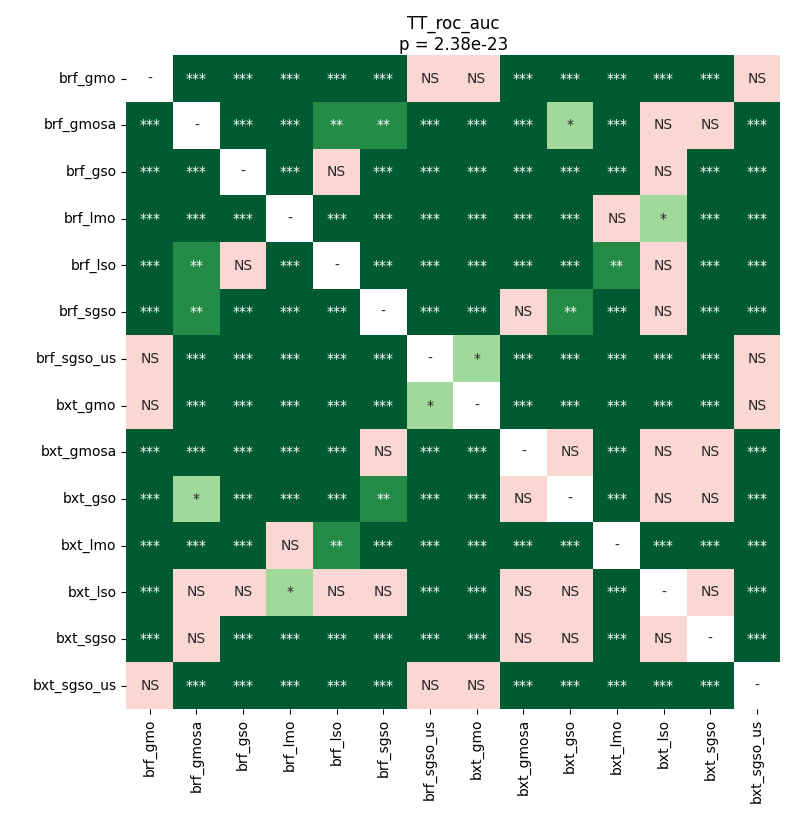 TT_roc_auc
p = 2.38e-23
brf_gmo - *** *** *** *** *** NS NS *** *** *** *** *** NS
brf_gmosa *** - *** *** ** ** *** *** *** * *** NS NS ***
brf_gso *** *** - *** NS *** *** *** *** *** *** NS *** ***
brf_lmo *** *** *** - *** *** *** *** *** *** NS * *** ***
brf_lso *** ** NS *** - *** *** *** *** *** ** NS *** ***
brf_sgso *** ** *** *** *** - *** *** NS ** *** NS *** ***
brf_sgso_us NS *** *** *** *** *** - * *** *** *** *** *** NS
bxt_gmo NS *** *** *** *** *** * - *** *** *** *** *** NS
bxt_gmosa *** *** *** *** *** NS *** *** - NS *** NS NS ***
bxt_gso *** * *** *** *** ** *** *** NS - *** NS NS ***
bxt_lmo *** *** *** NS ** *** *** *** *** *** - *** *** ***
bxt_lso *** NS NS * NS NS *** *** NS NS *** - NS ***
bxt_sgso *** NS *** *** *** *** *** *** NS NS *** NS - ***
bxt_sgso_us NS *** *** *** *** *** NS NS *** *** *** *** *** -
brf_gmo
brf_gmosa
brf_gso
brf_lmo
brf_lso
brf_sgso
brf_sgso_us
bxt_gmo
bxt_gmosa
bxt_gso
bxt_lmo
bxt_lso
bxt_sgso
bxt_sgso_us